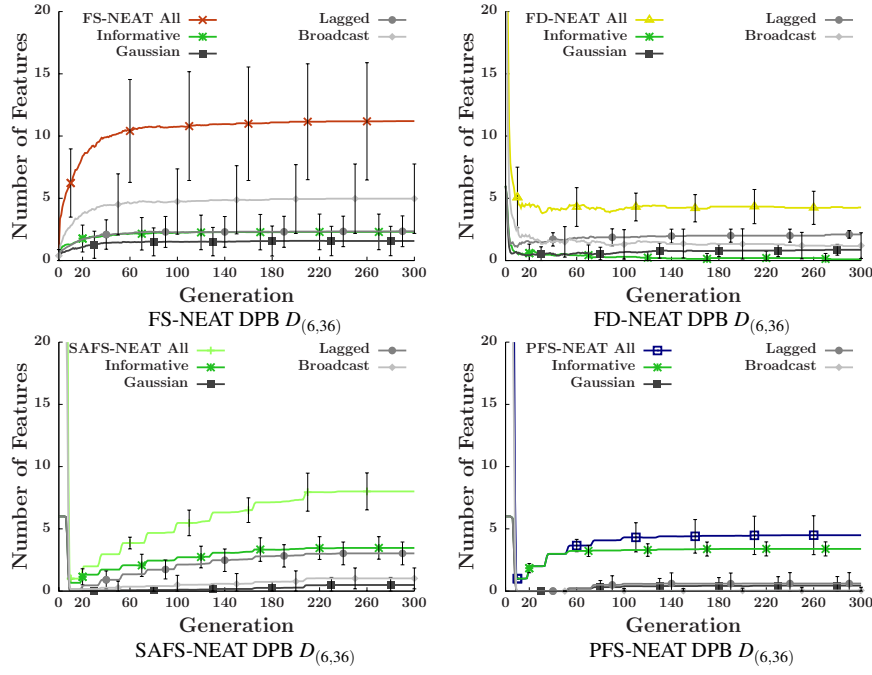 FS-NEAT All
Informative
Gaussian
Lagged
Broadcast
Number of Features
20
15
10
5
0
0 20 60 100 140 180 220 260 300
Generation
FS-NEAT DPB D(6,36)
FD-NEAT All
Informative
Gaussian
Lagged
Broadcast
Number of Features
20
15
10
5
0
0 20 60 100 140 180 220 260 300
Generation
FD-NEAT DPB D(6,36)
SAFS-NEAT All
Informative
Gaussian
Lagged
Broadcast
Number of Features
20
15
10
5
0
0 20 60 100 140 180 220 260 300
Generation
SAFS-NEAT DPB D(6,36)
PFS-NEAT All
Informative
Gaussian
Lagged
Broadcast
Number of Features
20
15
10
5
0
0 20 60 100 140 180 220 260 300
Generation
PFS-NEAT DPB D(6,36)